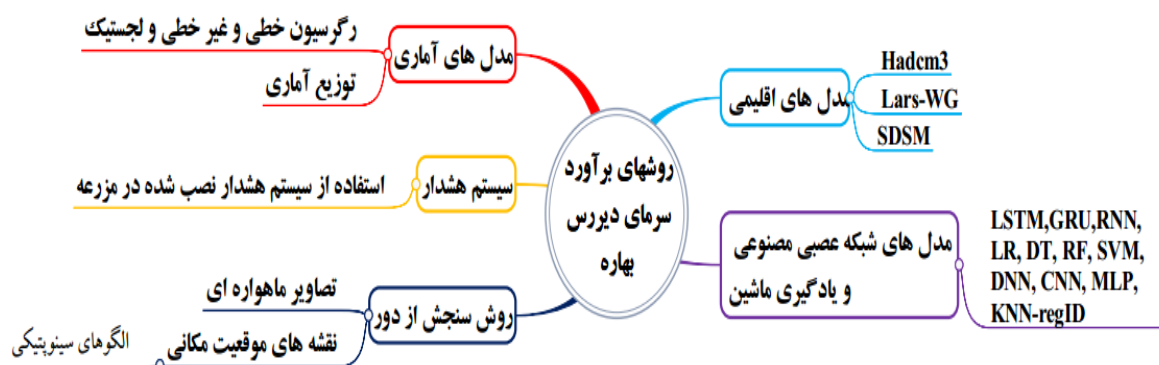 روشهای برآورد
سرمای دیررس
بهاره
مدل های اقلیمی
Hadcm3
Lars-WG
SDSM
مدل های شبکه عصبی مصنوعی
و یادگیری ماشین
LSTM,GRU,RNN,
LR, DT, RF, SVM,
DNN, CNN, MLP,
KNN-regID
مدل های آماری
رگرسیون خطی و غیر خطی و لجستیک
توزیع آماری
سیستم هشدار
استفاده از سیستم هشدار نصب شده در مزرعه
روش سنجش از دور
تصاویر ماهواره ای
نقشه های موقعیت مکانی
الگوهای سینوپتیکی